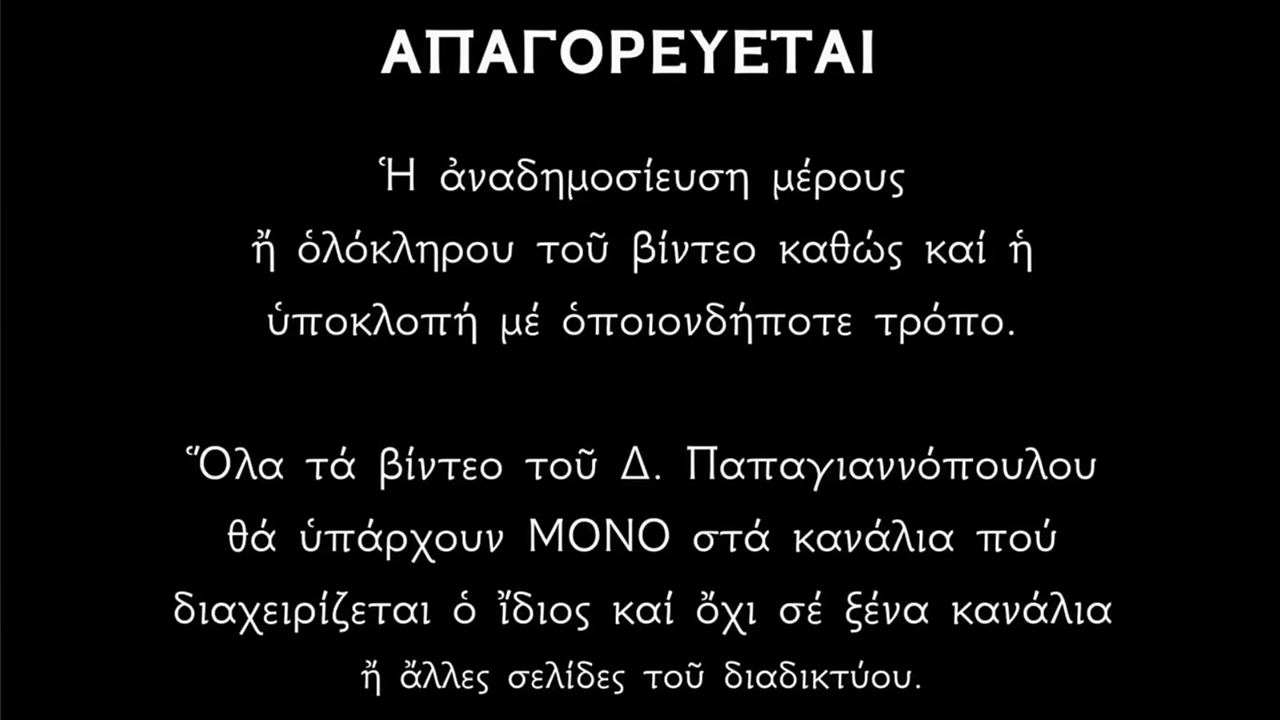 ΑΠΑΓΟΡΕΥΕΤΑΙ
Ἡ ἀναδημοσίευση μέρους
ἤ ὁλόκληρου τοῦ βίντεο καθώς καί ἡ
ὑποκλοπή μέ ὁποιονδήποτε τρόπο.
Ὅλα τά βίντεο τοῦ Δ. Παπαγιαννόπουλου
θά ὑπάρχουν ΜΟΝΟ στά κανάλια πού
διαχειρίζεται ὁ ἴδιος καί ὄχι σέ ξένα κανάλια
ἤ ἄλλες σελίδες τοῦ διαδικτύου.